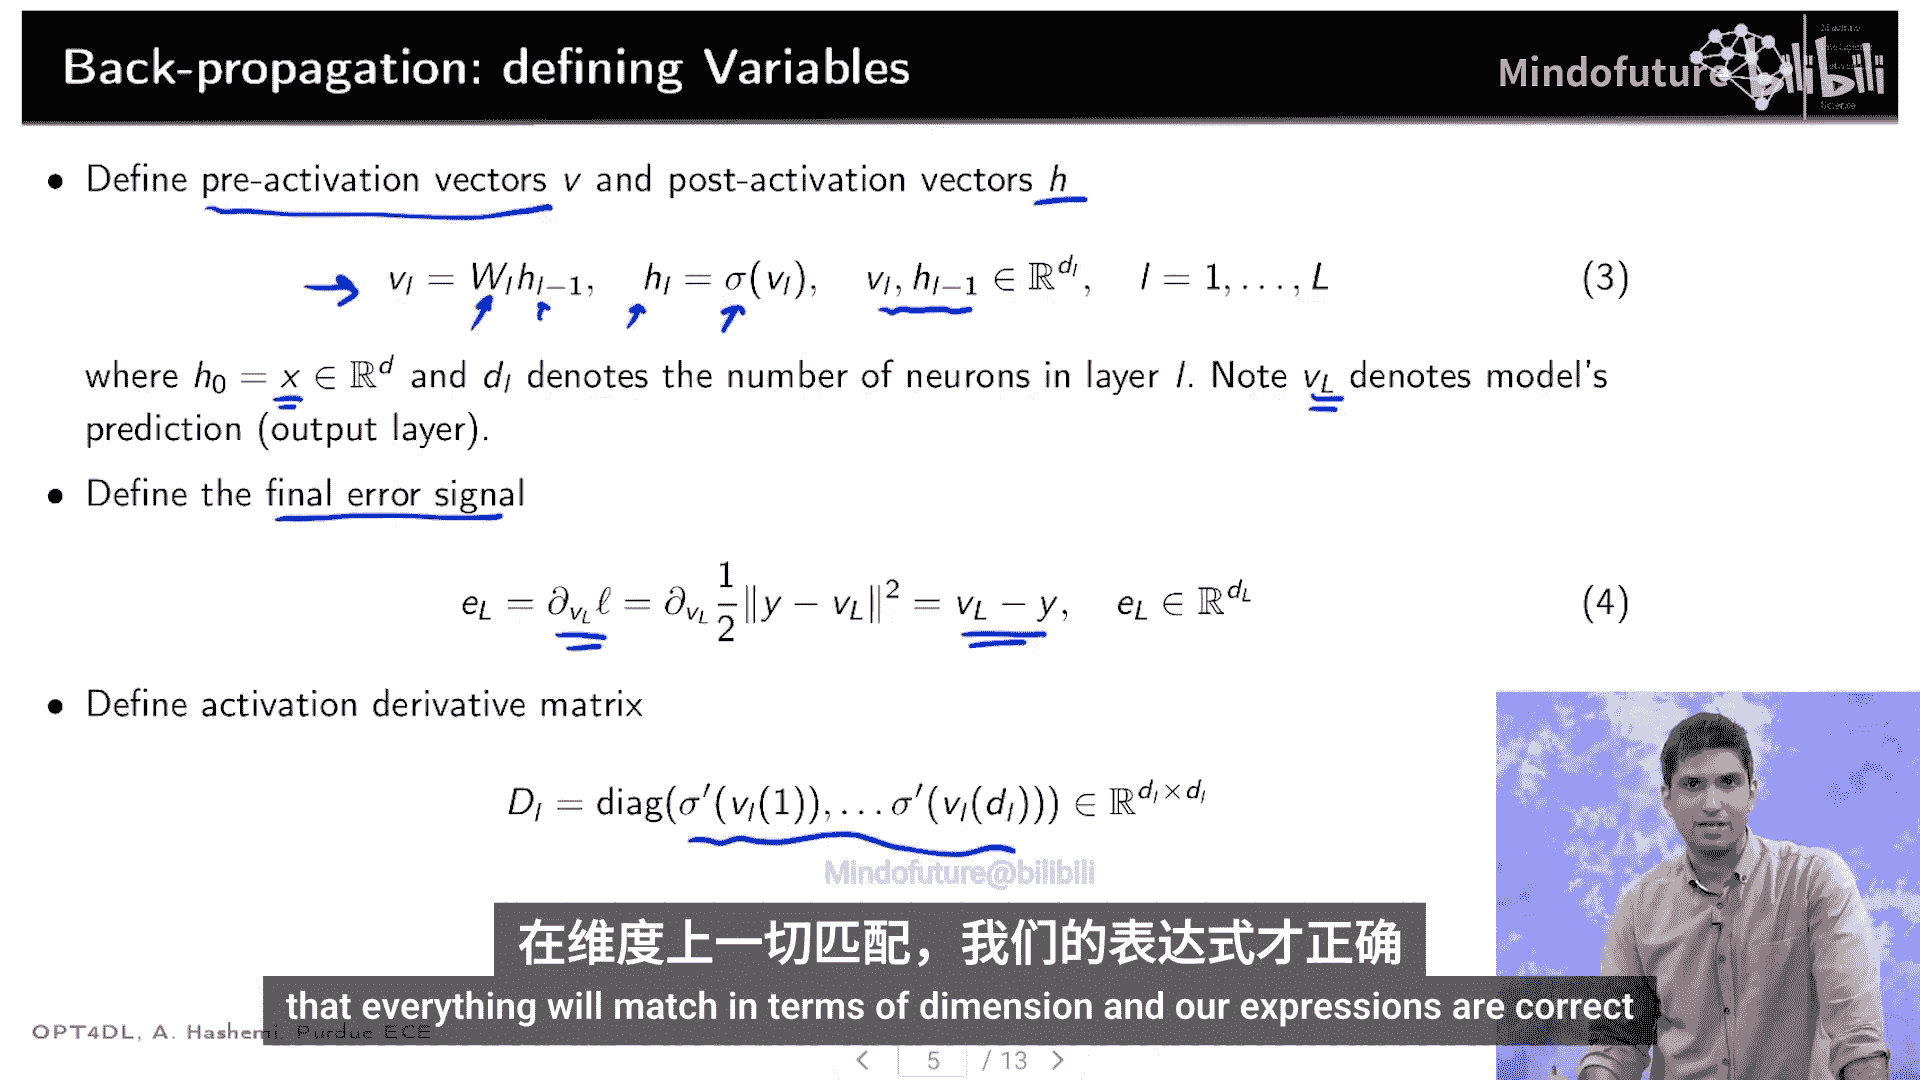 Back-propagation: defining Variables
Mindofuture bilibili
• Define pre-activation vectors v and post-activation vectors h
v_l = W_l h_{l−1}, h_l = σ(v_l), v_l, h_{l−1} ∈ ℝ^{d_l}, l = 1, . . . , L (3)
where h_0 = x ∈ ℝ^d and d_l denotes the number of neurons in layer l. Note v_L denotes model's
prediction (output layer).
• Define the final error signal
e_L = ∂_{v_L} ℓ = ∂_{v_L} \frac{1}{2} ‖y − v_L‖² = v_L − y, e_L ∈ ℝ^{d_L} (4)
• Define activation derivative matrix
D_l = diag(σ′(v_l(1)), . . . σ′(v_l(d_l))) ∈ ℝ^{d_l×d_l}
Mindofuture@bilibili
在维度上一切匹配，我们的表达式才正确
that everything will match in terms of dimension and our expressions are correct
OPT4DL, A. Hashemi, Purdue ECE
5 / 13